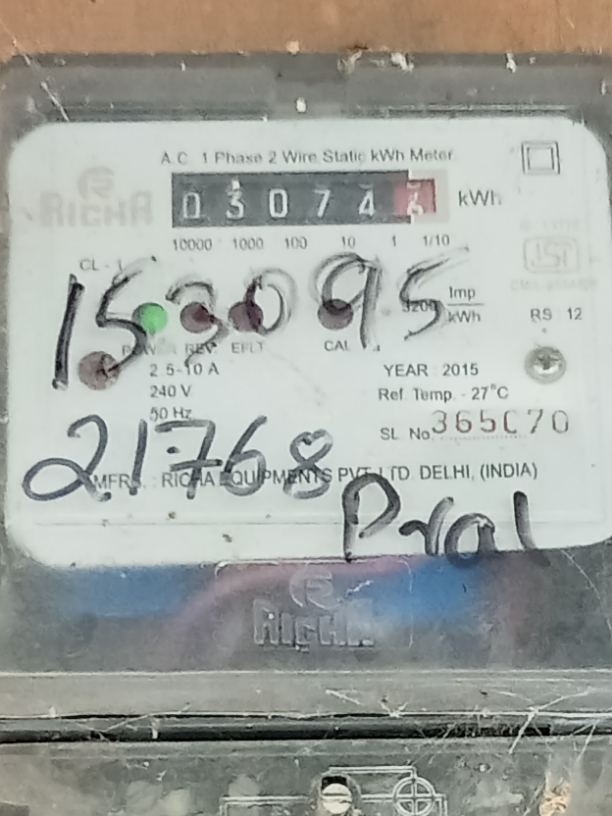 A.C. 1 Phase 2 Wire Static kWh Meter
RICHA
0 3 0 7 4 kWh
10000 1000 100 10 1 1/10
CL - 1
153095
3200 Imp/kWh
RS 12
POWER REV. EFLT CAL
2.5-10 A
YEAR : 2015
240 V
Ref. Temp. - 27°C
50 Hz
SL. No. 365C70
21768
MFRS. : RICHA EQUIPMENTS PVT. LTD. DELHI, (INDIA)
Pral
RICHA